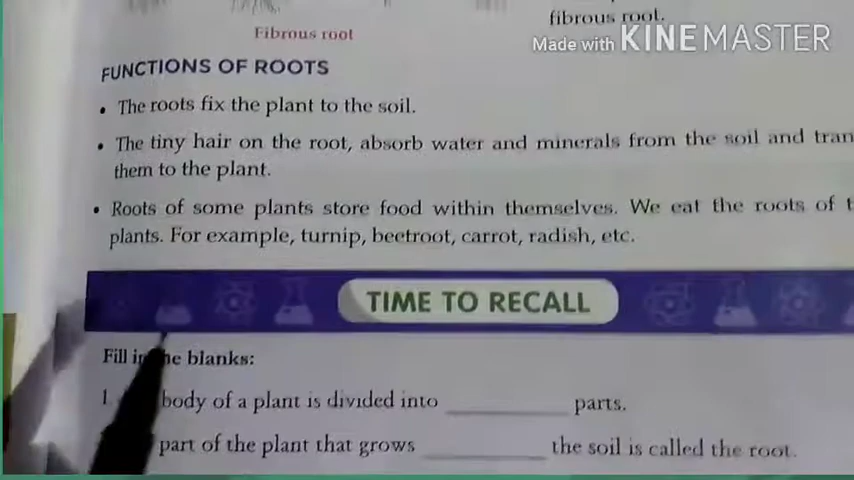 fibrous root.
Fibrous root
Made with KINEMASTER
FUNCTIONS OF ROOTS
• The roots fix the plant to the soil.
• The tiny hair on the root, absorb water and minerals from the soil and tran
them to the plant.
• Roots of some plants store food within themselves. We eat the roots of t
plants. For example, turnip, beetroot, carrot, radish, etc.
TIME TO RECALL
Fill in the blanks:
1 body of a plant is divided into ____________ parts.
part of the plant that grows ____________ the soil is called the root.